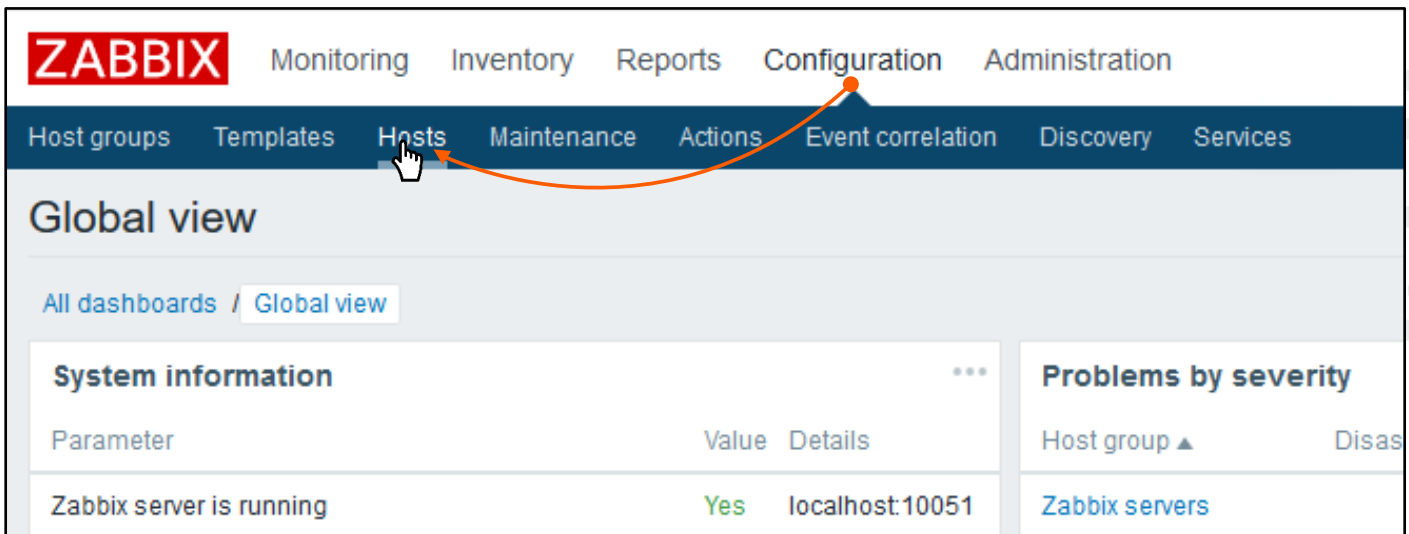 ZABBIX Monitoring Inventory Reports Configuration Administration
Host groups Templates Hosts Maintenance Actions Event correlation Discovery Services
Global view
All dashboards / Global view
System information ••• Problems by severity
Parameter Value Details Host group ▲ Disas
Zabbix server is running Yes localhost:10051 Zabbix servers